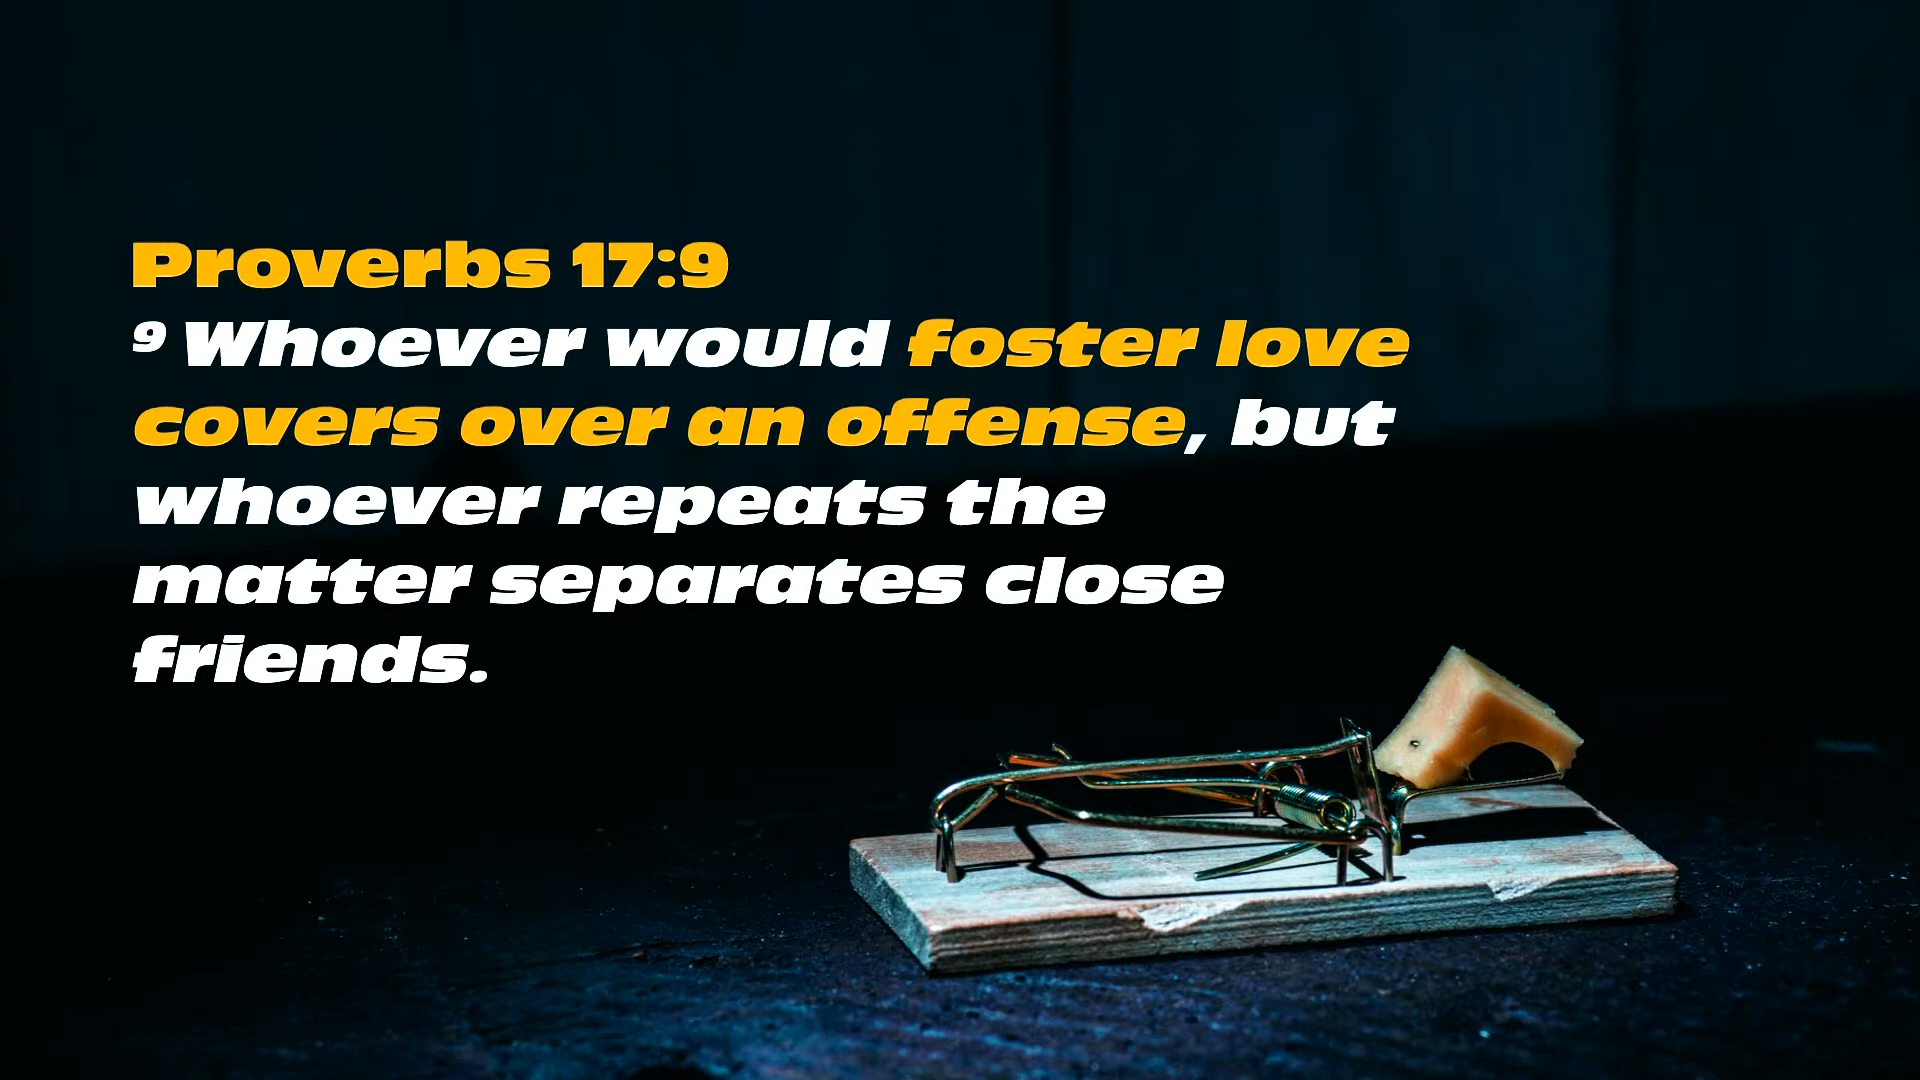 Proverbs 17:9
⁹ Whoever would foster love
covers over an offense, but
whoever repeats the
matter separates close
friends.